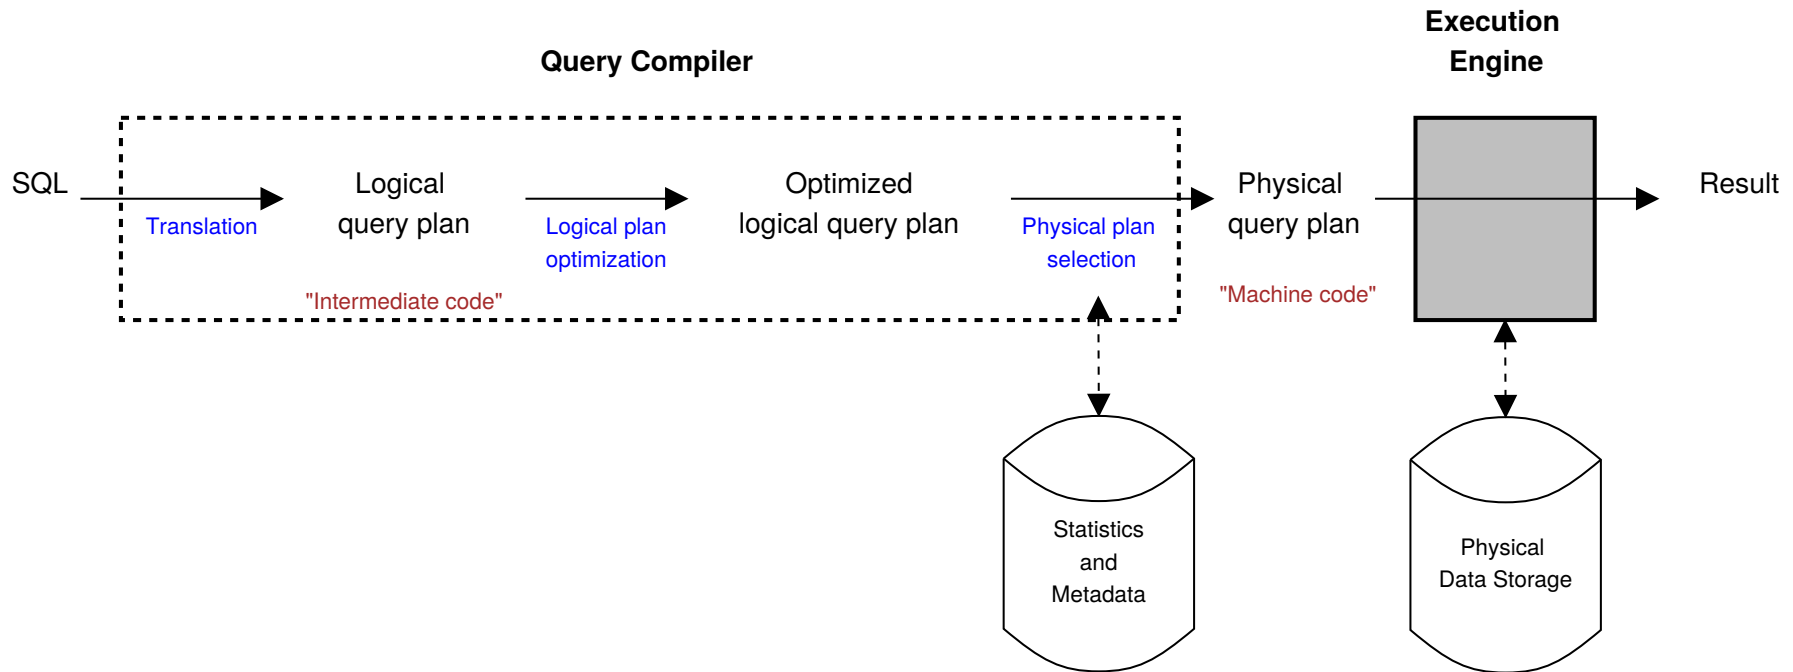 Execution
Engine
Query Compiler
SQL
Translation
Logical
query plan
"Intermediate code"
Logical plan
optimization
Optimized
logical query plan
Physical plan
selection
Physical
query plan
"Machine code"
Result
Statistics
and
Metadata
Physical
Data Storage